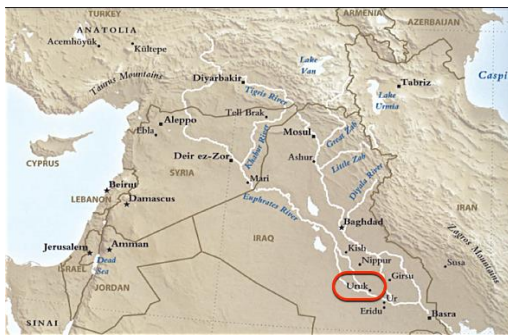 TURKEY
ARMENIA
AZERBAIJAN
ANATOLIA
Acemhöyük
Kültepe
Lake
Van
Caspi
Taurus Mountains
Diyarbakir
Tigris River
Tabriz
Lake
Urmia
Aleppo
Ebla
Tell Brak
Khabur River
Mosul
Great Zab
CYPRUS
Deir ez-Zor
Ashur
Little Zab
SYRIA
Mari
Diyala River
LEBANON
Beirut
Damascus
Euphrates River
IRAN
Baghdad
Zagros Mountains
Jerusalem
Amman
IRAQ
Kish
Nippur
Susa
Dead
Sea
ISRAEL
Girsu
JORDAN
Uruk
Ur
Eridu
Basra
SINAI